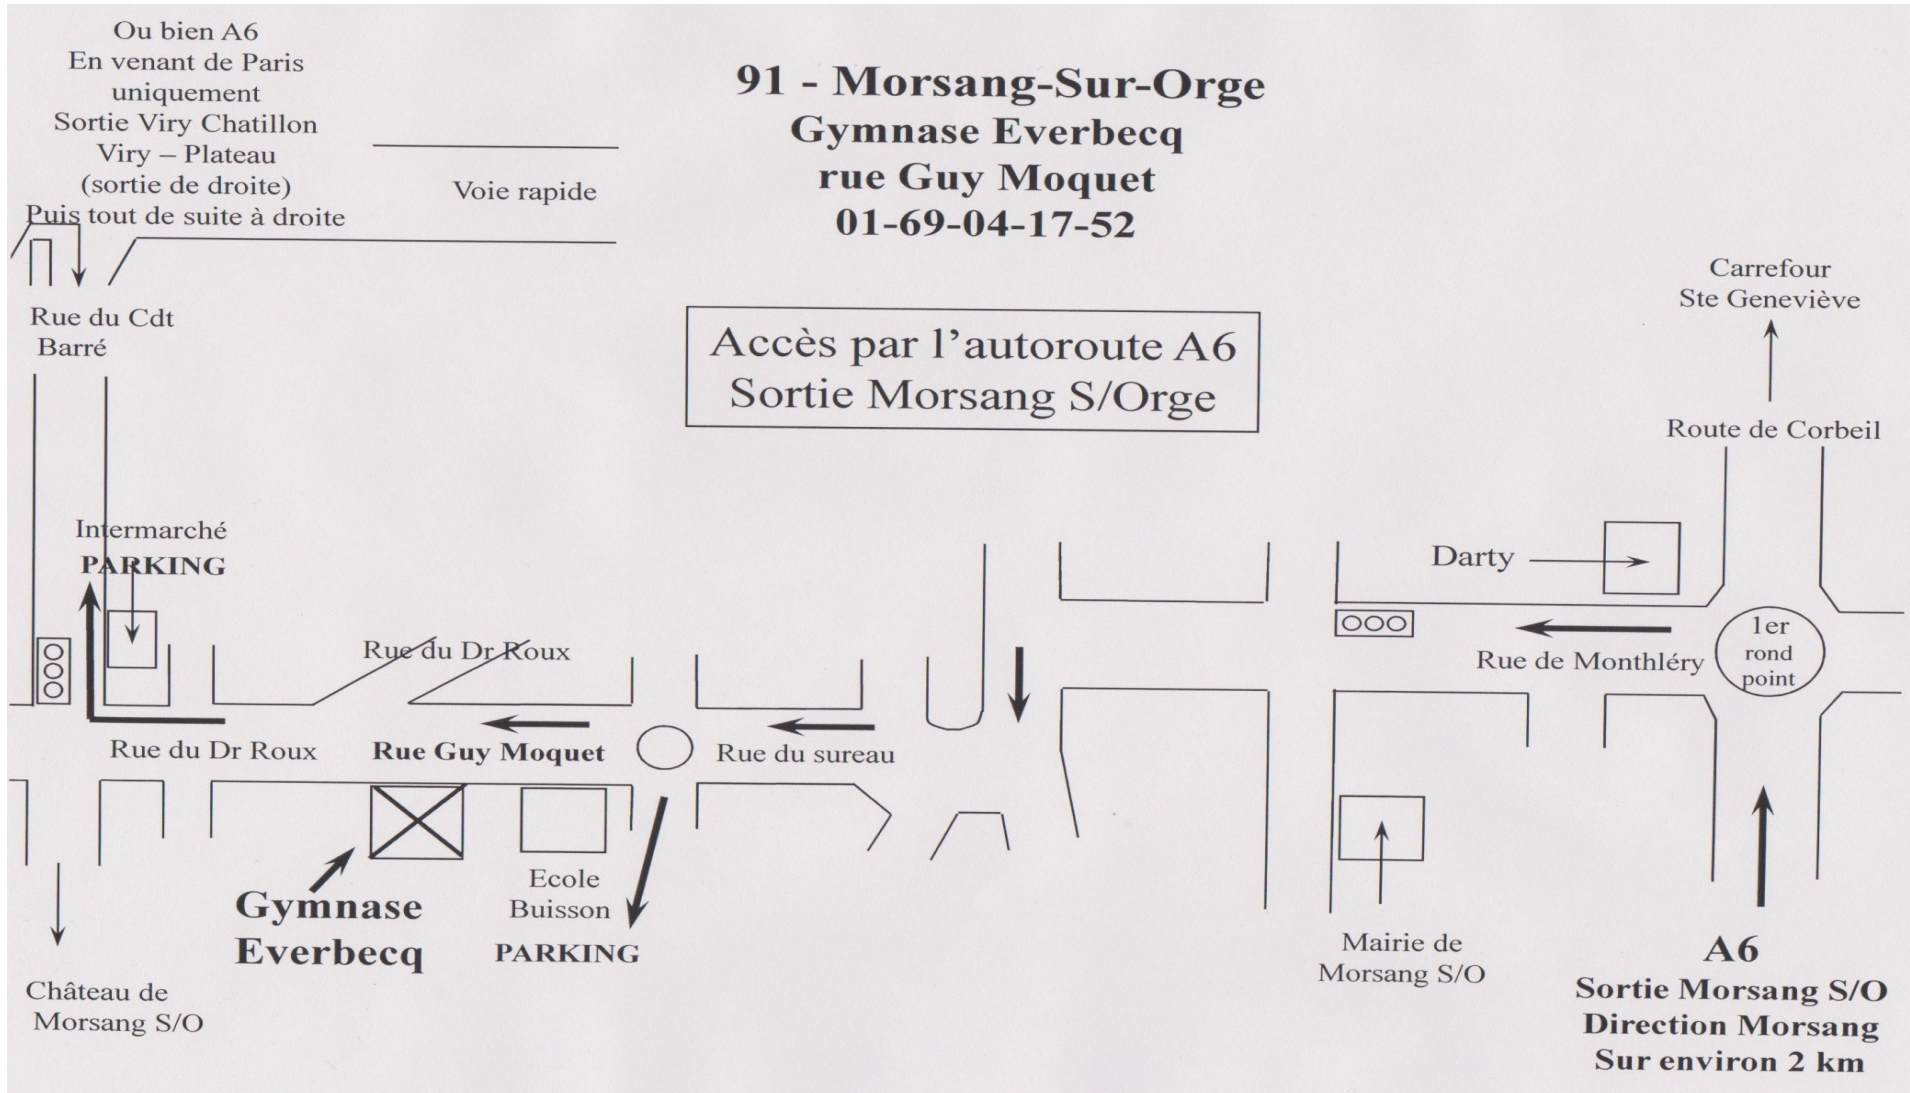 Ou bien A6
En venant de Paris
uniquement
Sortie Viry Chatillon
Viry – Plateau
(sortie de droite)
Puis tout de suite à droite
Voie rapide
91 - Morsang-Sur-Orge
Gymnase Everbecq
rue Guy Moquet
01-69-04-17-52
Accès par l'autoroute A6
Sortie Morsang S/Orge
Carrefour
Ste Geneviève
Route de Corbeil
Rue du Cdt
Barré
Intermarché
PARKING
Darty
1er
rond
point
Rue de Monthléry
Rue du Dr Roux
Rue du Dr Roux
Rue Guy Moquet
Rue du sureau
Gymnase
Everbecq
Ecole
Buisson
PARKING
Château de
Morsang S/O
Mairie de
Morsang S/O
A6
Sortie Morsang S/O
Direction Morsang
Sur environ 2 km